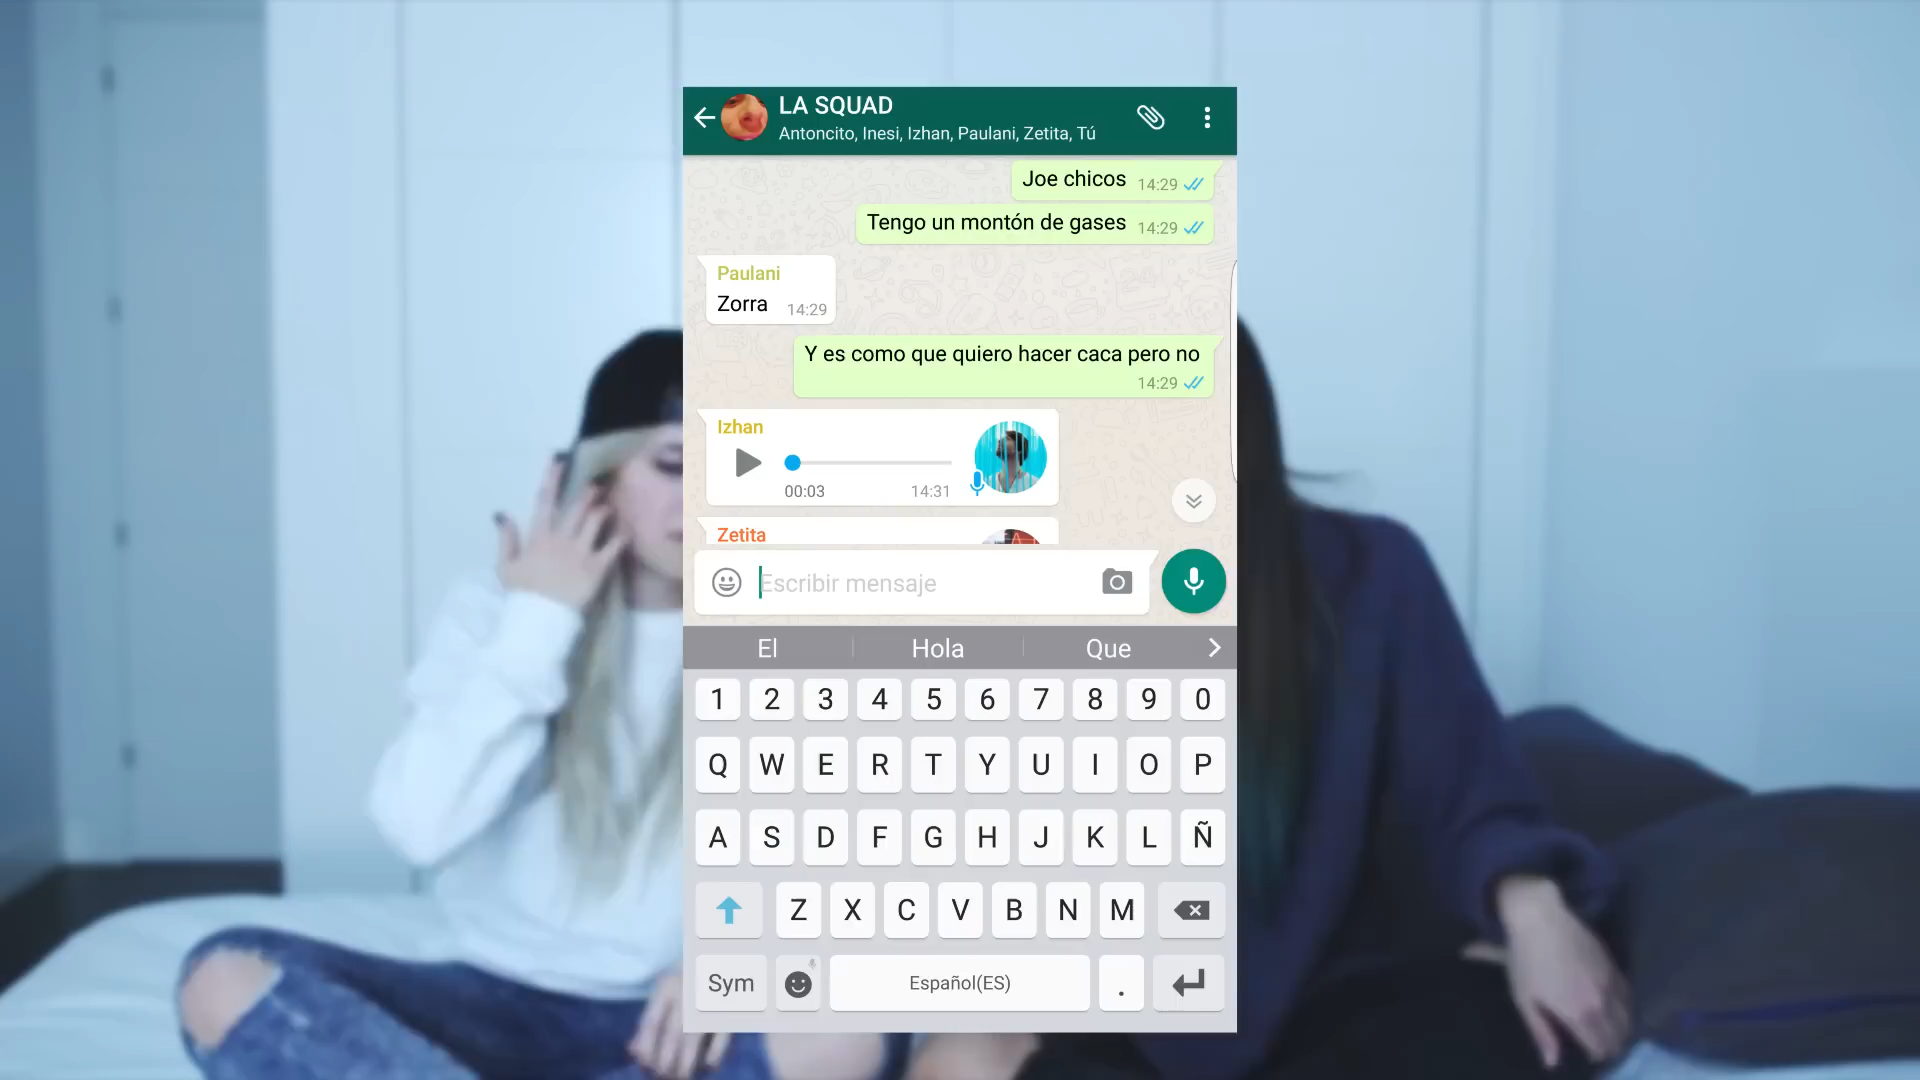 LA SQUAD
Antoncito, Inesi, Izhan, Paulani, Zetita, Tú
Joe chicos 14:29
Tengo un montón de gases 14:29
Paulani
Zorra 14:29
Y es como que quiero hacer caca pero no
14:29
Izhan
00:03 14:31
Zetita
Escribir mensaje
El Hola Que
1 2 3 4 5 6 7 8 9 0
Q W E R T Y U I O P
A S D F G H J K L Ñ
Z X C V B N M
Sym Español(ES) .